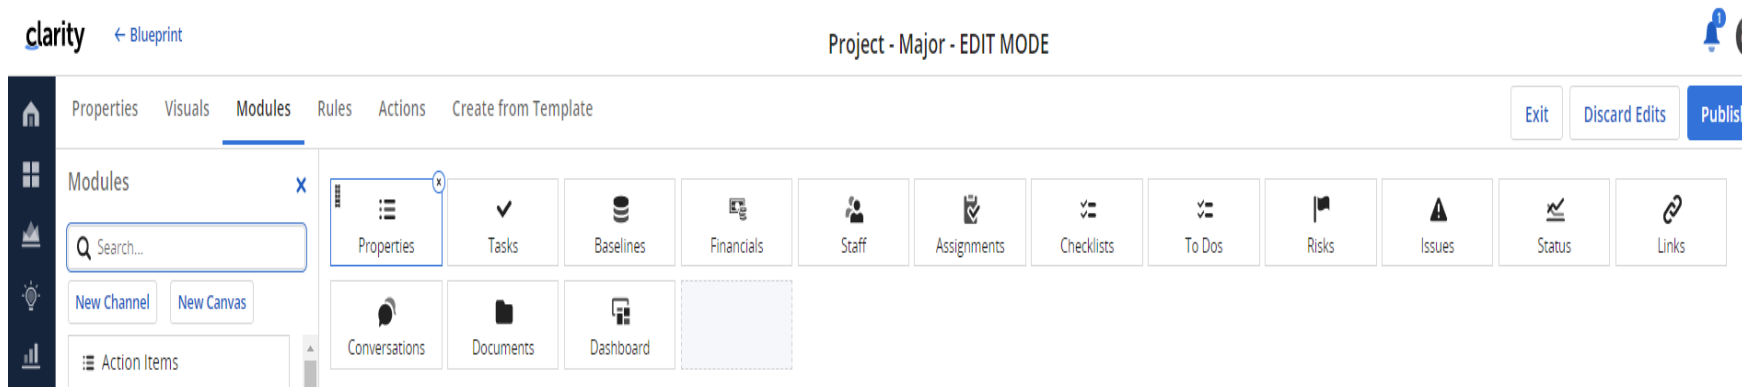 clarity
← Blueprint
Project - Major - EDIT MODE
1
Properties Visuals Modules Rules Actions Create from Template
Exit Discard Edits Publish
Modules
Search...
New Channel New Canvas
Action Items
Properties Tasks Baselines Financials Staff Assignments Checklists To Dos Risks Issues Status Links
Conversations Documents Dashboard